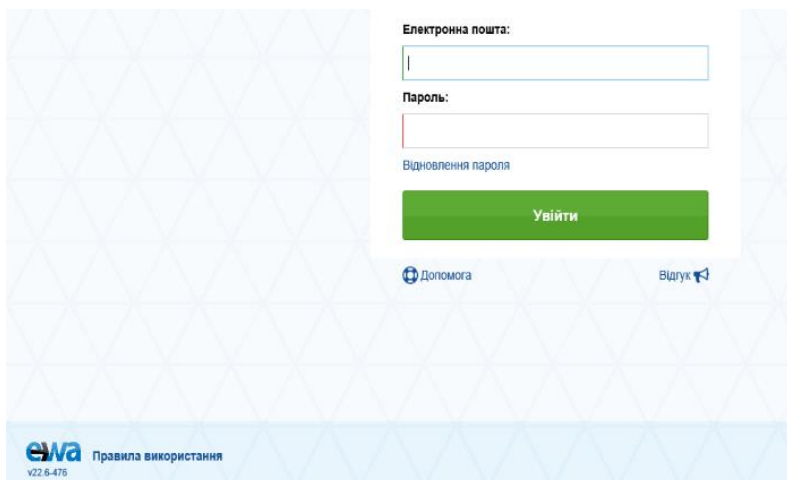 Електронна пошта:
Пароль:
Відновлення пароля
Увійти
Допомога
Відгук
ewa
Правила використання
v22.6-476